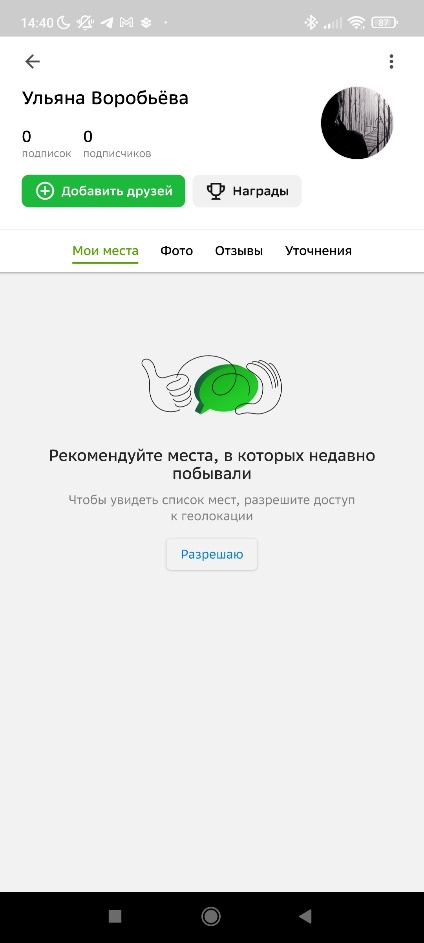 14:40
87
Ульяна Воробьёва
0
0
подписок
подписчиков
Добавить друзей
Награды
Мои места
Фото
Отзывы
Уточнения
Рекомендуйте места, в которых недавно
побывали
Чтобы увидеть список мест, разрешите доступ
к геолокации
Разрешаю